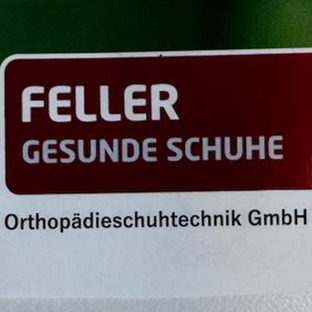 FELLER
GESUNDE SCHUHE
Orthopädieschuhtechnik GmbH